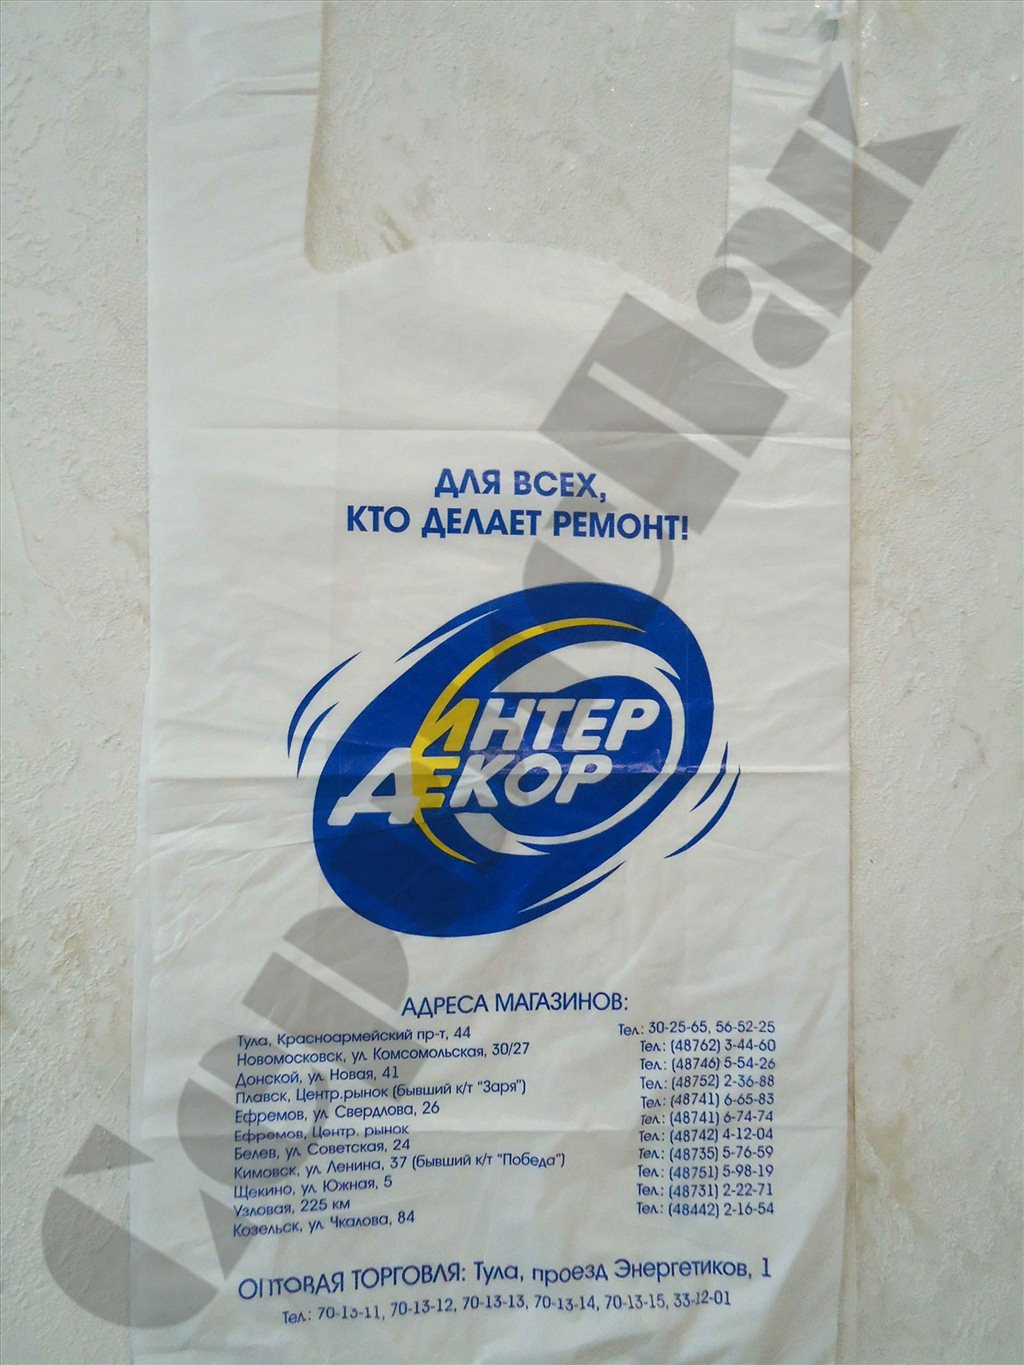 ДЛЯ ВСЕХ,
КТО ДЕЛАЕТ РЕМОНТ!
ИНТЕР
ДЕКОР
АДРЕСА МАГАЗИНОВ:
Тула, Красноармейский пр-т, 44 Тел.: 30-25-65, 56-52-25
Новомосковск, ул. Комсомольская, 30/27 Тел.: (48762) 3-44-60
Донской, ул. Новая, 41 Тел.: (48746) 5-54-26
Плавск, Центр.рынок (бывший к/т "Заря") Тел.: (48752) 2-36-88
Ефремов, ул. Свердлова, 26 Тел.: (48741) 6-65-83
Ефремов, Центр. рынок Тел.: (48741) 6-74-74
Белев, ул. Советская, 24 Тел.: (48742) 4-12-04
Кимовск, ул. Ленина, 37 (бывший к/т "Победа") Тел.: (48735) 5-76-59
Щекино, ул. Южная, 5 Тел.: (48751) 5-98-19
Узловая, 225 км Тел.: (48731) 2-22-71
Козельск, ул. Чкалова, 84 Тел.: (48442) 2-16-54
ОПТОВАЯ ТОРГОВЛЯ: Тула, проезд Энергетиков, 1
Тел.: 70-13-11, 70-13-12, 70-13-13, 70-13-14, 70-13-15, 33-12-01